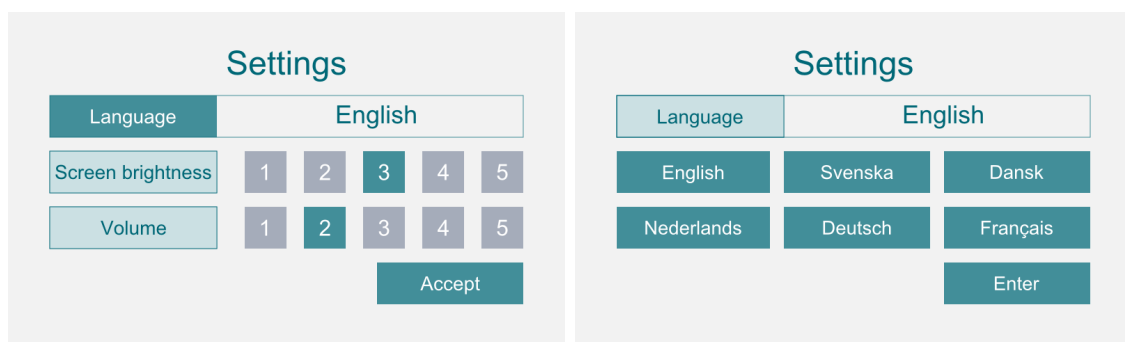 Settings
Language English
Screen brightness 1 2 3 4 5
Volume 1 2 3 4 5
Accept
Settings
Language English
English Svenska Dansk
Nederlands Deutsch Français
Enter